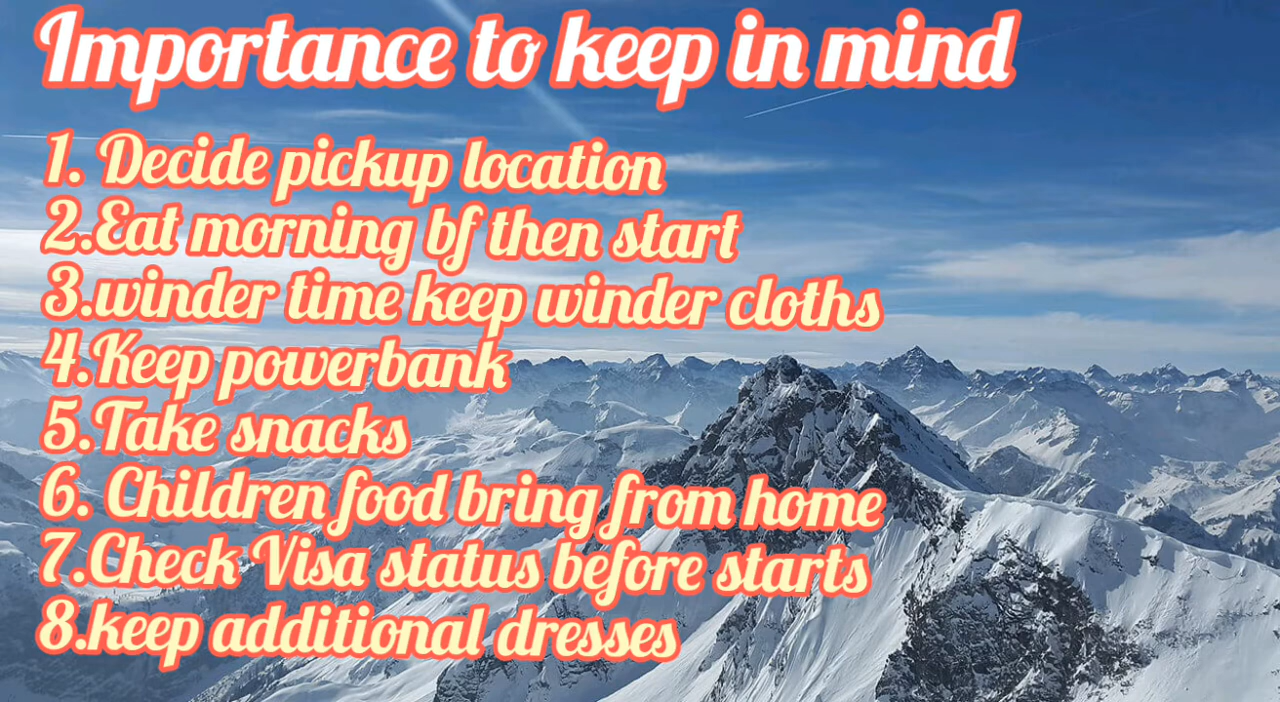 Importance to keep in mind
1. Decide pickup location
2.Eat morning bf then start
3.winder time keep winder cloths
4.Keep powerbank
5.Take snacks
6. Children food bring from home
7.Check Visa status before starts
8.keep additional dresses